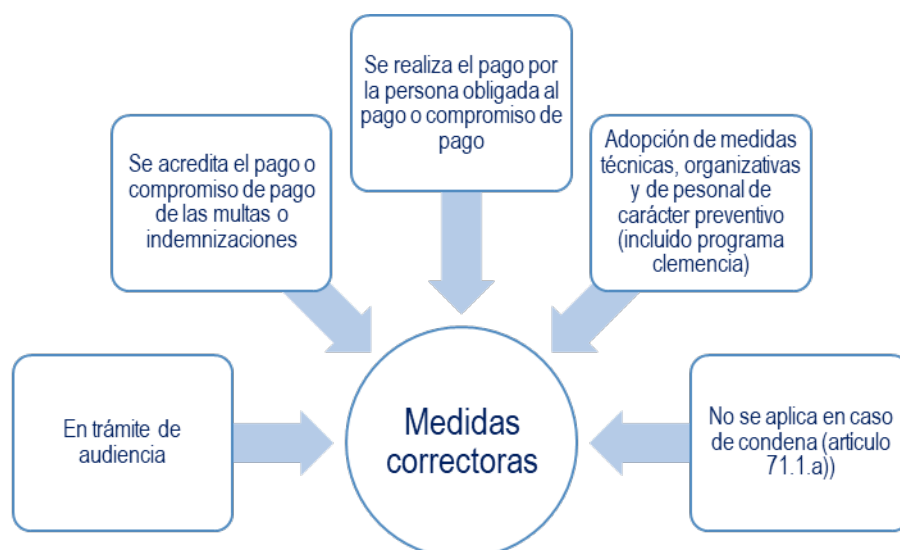 Se realiza el pago por
la persona obligada al
pago o compromiso de
pago
Se acredita el pago o
compromiso de pago
de las multas o
indemnizaciones
Adopción de medidas
técnicas, organizativas
y de pesonal de
carácter preventivo
(incluído programa
clemencia)
En trámite de
audiencia
Medidas
correctoras
No se aplica en caso
de condena (artículo
71.1.a))